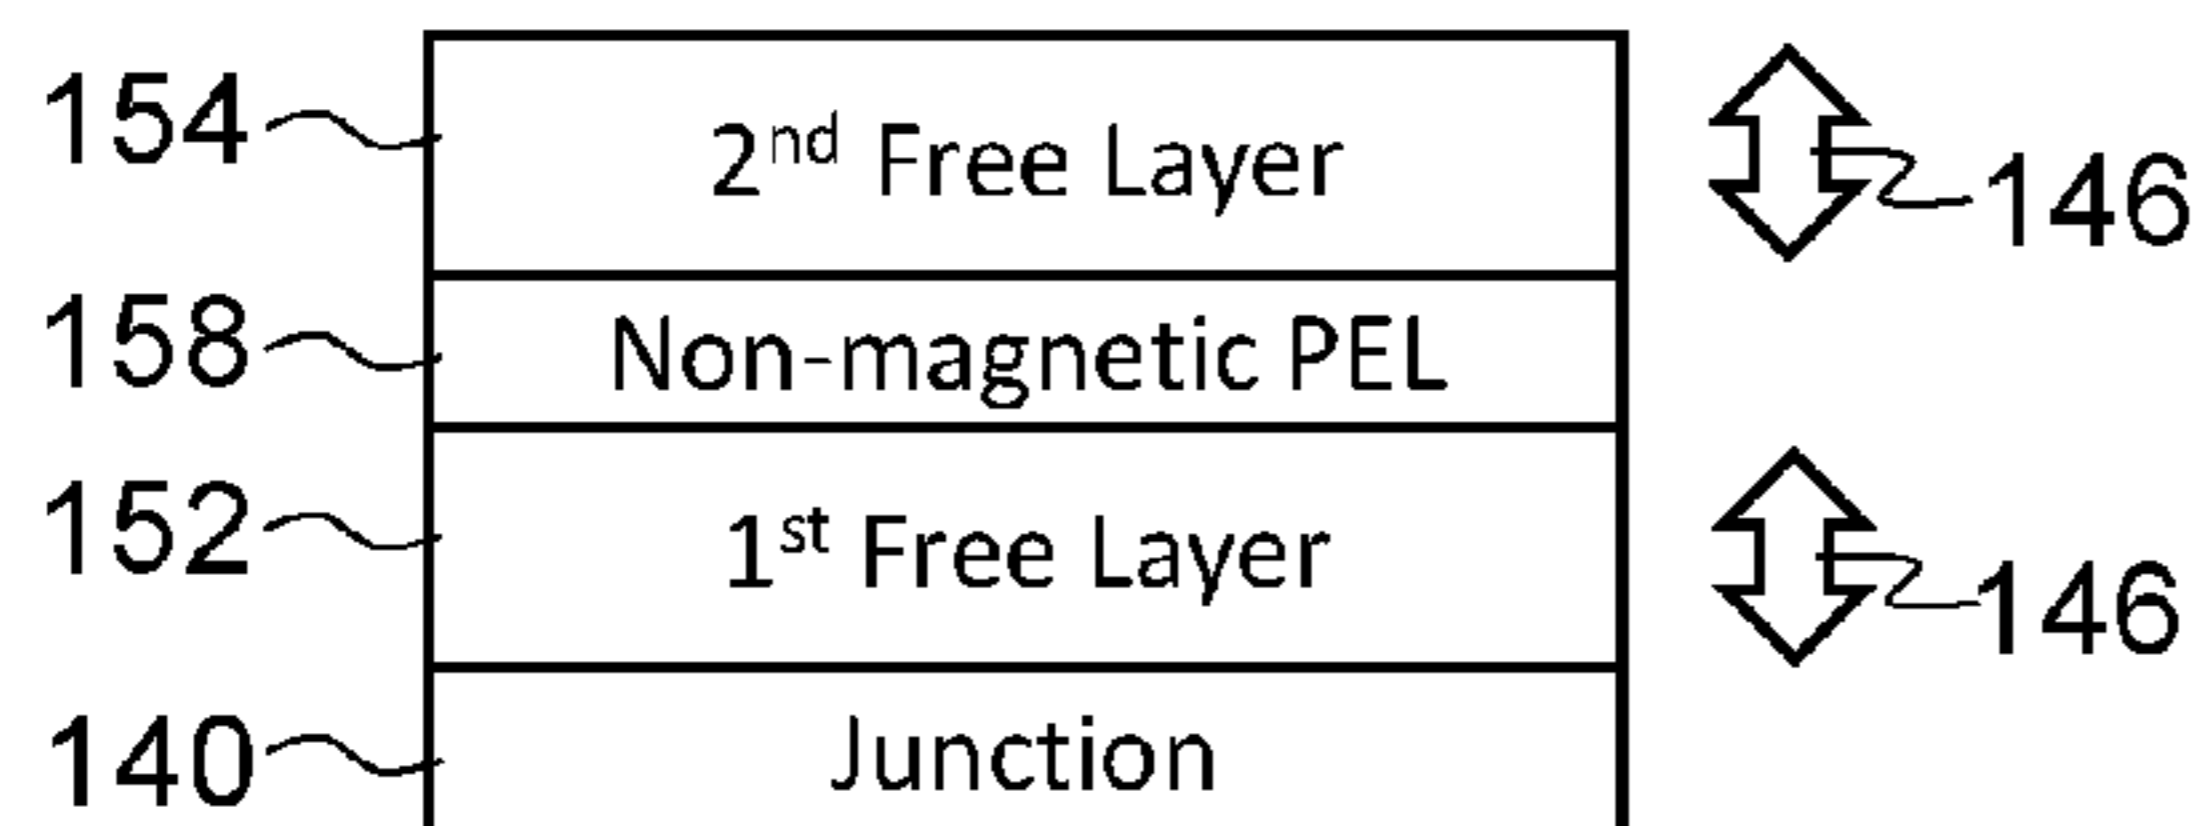 154 2nd Free Layer 146
158 Non-magnetic PEL
152 1st Free Layer 146
140 Junction